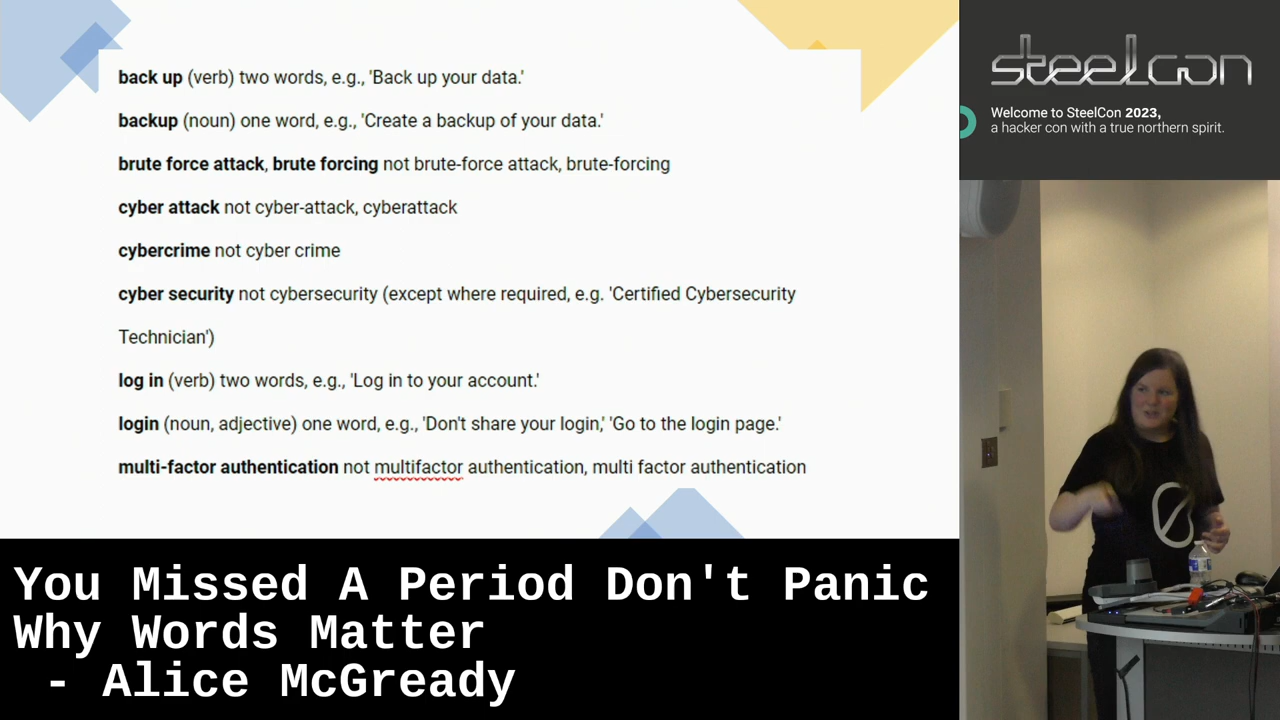 back up (verb) two words, e.g., 'Back up your data.'
backup (noun) one word, e.g., 'Create a backup of your data.'
brute force attack, brute forcing not brute-force attack, brute-forcing
cyber attack not cyber-attack, cyberattack
cybercrime not cyber crime
cyber security not cybersecurity (except where required, e.g. 'Certified Cybersecurity
Technician')
log in (verb) two words, e.g., 'Log in to your account.'
login (noun, adjective) one word, e.g., 'Don't share your login,' 'Go to the login page.'
multi-factor authentication not multifactor authentication, multi factor authentication
steelcon
Welcome to SteelCon 2023,
a hacker con with a true northern spirit.
You Missed A Period Don't Panic
Why Words Matter
- Alice McGready